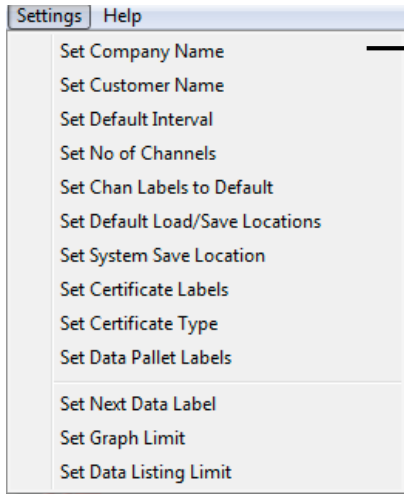 Settings Help
Set Company Name
Set Customer Name
Set Default Interval
Set No of Channels
Set Chan Labels to Default
Set Default Load/Save Locations
Set System Save Location
Set Certificate Labels
Set Certificate Type
Set Data Pallet Labels
Set Next Data Label
Set Graph Limit
Set Data Listing Limit